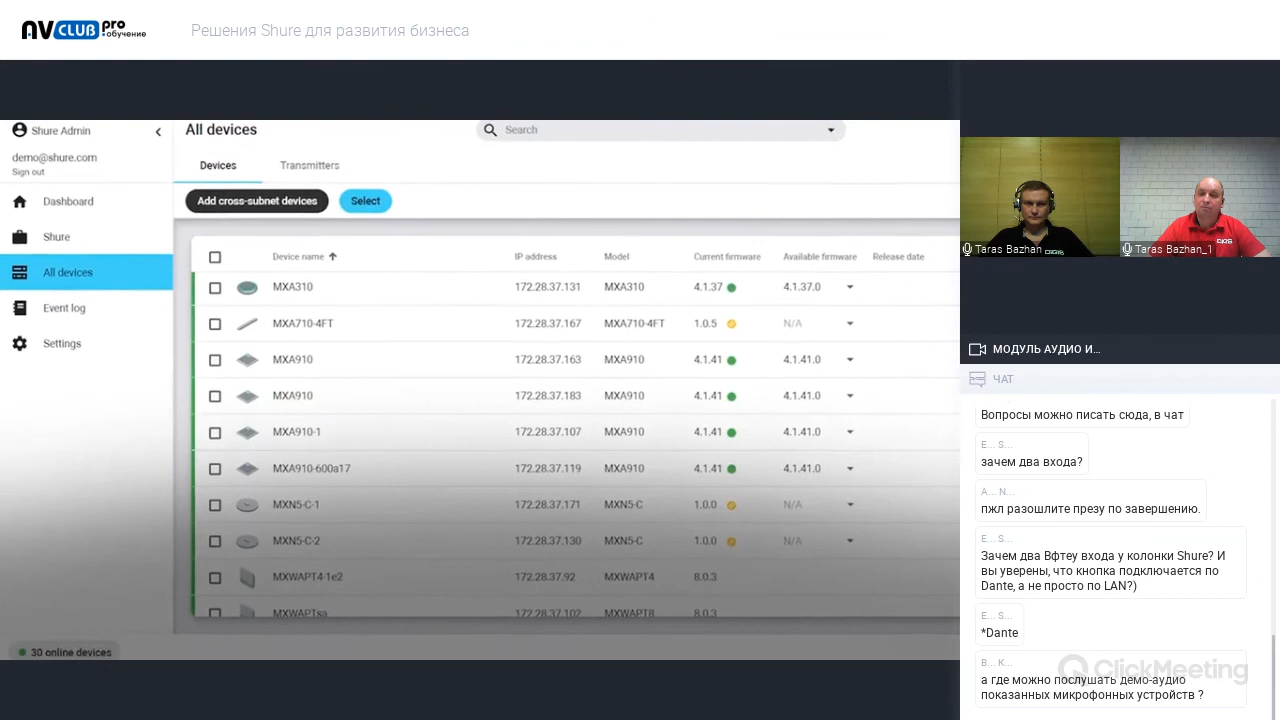 AVCLUB pro
обучение
Решения Shure для развития бизнеса
Shure Admin
demo@shure.com
Sign out
Dashboard
Shure
All devices
Event log
Settings
30 online devices
All devices
Search
Devices
Transmitters
Add cross-subnet devices
Select
Device name IP address Model Current firmware Available firmware Release date
MXA310 172.28.37.131 MXA310 4.1.37 4.1.37.0
MXA710-4FT 172.28.37.167 MXA710-4FT 1.0.5 N/A
MXA910 172.28.37.163 MXA910 4.1.41 4.1.41.0
MXA910 172.28.37.183 MXA910 4.1.41 4.1.41.0
MXA910-1 172.28.37.107 MXA910 4.1.41 4.1.41.0
MXA910-600a17 172.28.37.119 MXA910 4.1.41 4.1.41.0
MXN5-C-1 172.28.37.171 MXN5-C 1.0.0 N/A
MXN5-C-2 172.28.37.130 MXN5-C 1.0.0 N/A
MXWAPT4-1e2 172.28.37.92 MXWAPT4 8.0.3
MXWAPTsa 172.28.37.102 MXWAPT8 8.0.3
Taras Bazhan
Taras Bazhan_1
МОДУЛЬ АУДИО И...
ЧАТ
Вопросы можно писать сюда, в чат
E... S...
зачем два входа?
A... N...
пжл разошлите презу по завершению.
E... S...
Зачем два Вфтеу входа у колонки Shure? И
вы уверены, что кнопка подключается по
Dante, а не просто по LAN?)
E... S...
*Dante
B... K...
а где можно послушать демо-аудио
показанных микрофонных устройств ?
ClickMeeting